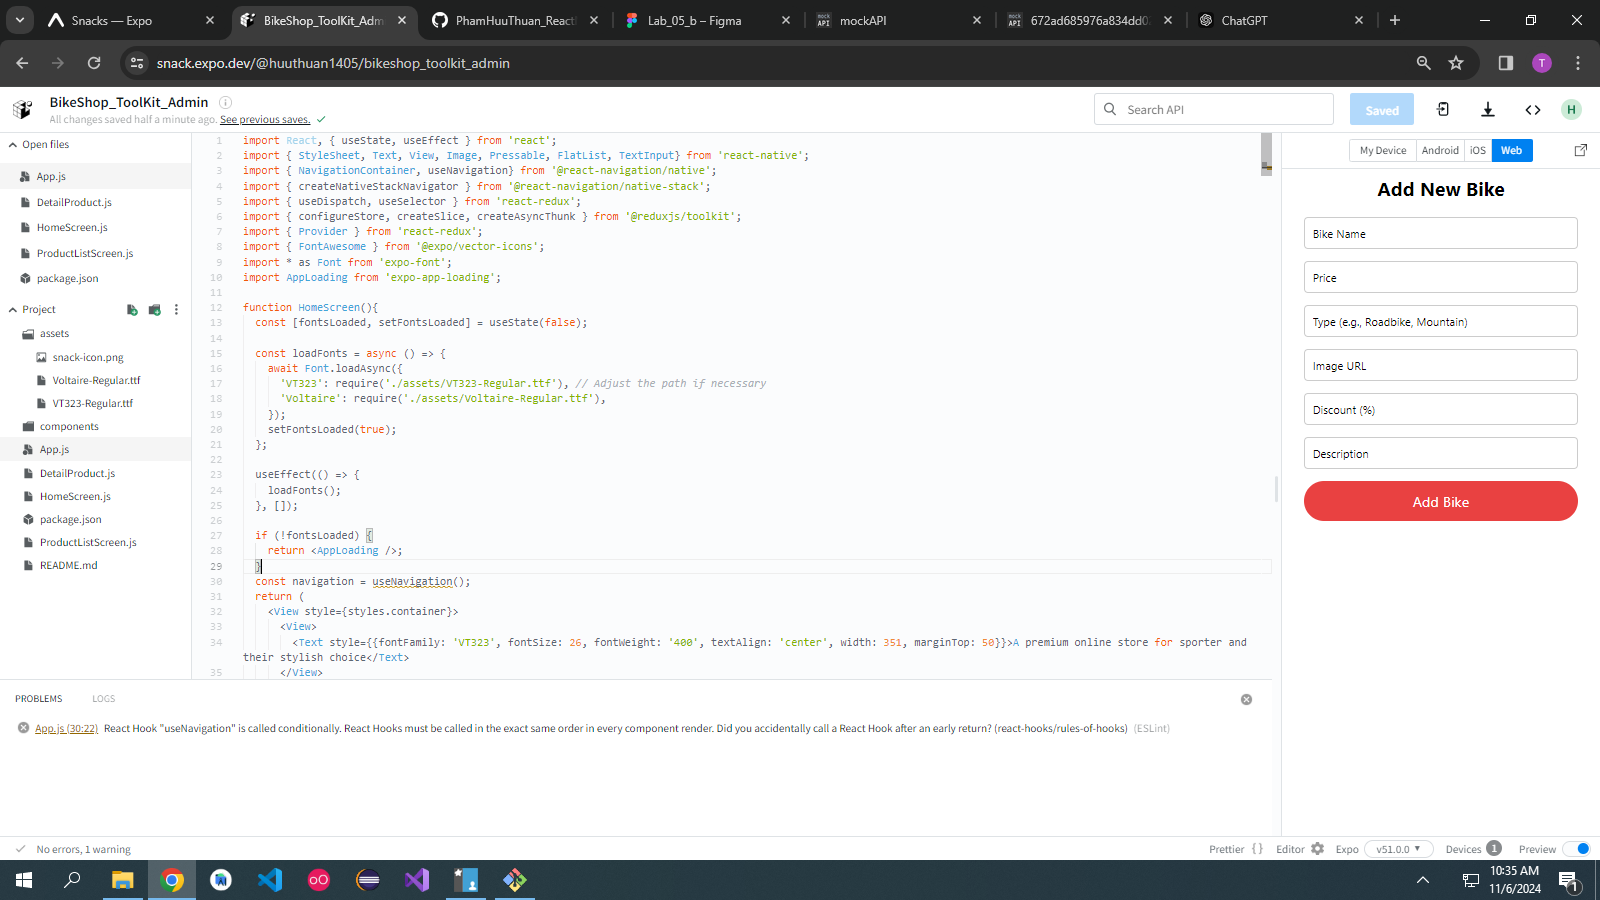 Snacks — Expo
BikeShop_ToolKit_Adm
PhamHuuThuan_React
Lab_05_b – Figma
mockAPI
672ad685976a834dd02
ChatGPT
snack.expo.dev/@huuthuan1405/bikeshop_toolkit_admin
T
BikeShop_ToolKit_Admin
All changes saved half a minute ago. See previous saves.
Search API
Saved
H
Open files
App.js
DetailProduct.js
HomeScreen.js
ProductListScreen.js
package.json
Project
assets
snack-icon.png
Voltaire-Regular.ttf
VT323-Regular.ttf
components
App.js
DetailProduct.js
HomeScreen.js
package.json
ProductListScreen.js
README.md
1 import React, { useState, useEffect } from 'react';
2 import { StyleSheet, Text, View, Image, Pressable, FlatList, TextInput} from 'react-native';
3 import { NavigationContainer, useNavigation} from '@react-navigation/native';
4 import { createNativeStackNavigator } from '@react-navigation/native-stack';
5 import { useDispatch, useSelector } from 'react-redux';
6 import { configureStore, createSlice, createAsyncThunk } from '@reduxjs/toolkit';
7 import { Provider } from 'react-redux';
8 import { FontAwesome } from '@expo/vector-icons';
9 import * as Font from 'expo-font';
10 import AppLoading from 'expo-app-loading';
11
12 function HomeScreen(){
13 const [fontsLoaded, setFontsLoaded] = useState(false);
14
15 const loadFonts = async () => {
16 await Font.loadAsync({
17 'VT323': require('./assets/VT323-Regular.ttf'), // Adjust the path if necessary
18 'Voltaire': require('./assets/Voltaire-Regular.ttf'),
19 });
20 setFontsLoaded(true);
21 };
22
23 useEffect(() => {
24 loadFonts();
25 }, []);
26
27 if (!fontsLoaded) {
28 return <AppLoading />;
29 }
30 const navigation = useNavigation();
31 return (
32 <View style={styles.container}>
33 <View>
34 <Text style={{fontFamily: 'VT323', fontSize: 26, fontWeight: '400', textAlign: 'center', width: 351, marginTop: 50}}>A premium online store for sporter and
their stylish choice</Text>
35 </View>
My Device
Android
iOS
Web
Add New Bike
Bike Name
Price
Type (e.g., Roadbike, Mountain)
Image URL
Discount (%)
Description
Add Bike
PROBLEMS
LOGS
App.js (30:22) React Hook "useNavigation" is called conditionally. React Hooks must be called in the exact same order in every component render. Did you accidentally call a React Hook after an early return? (react-hooks/rules-of-hooks) (ESLint)
No errors, 1 warning
Prettier { }
Editor
Expo v51.0.0
Devices 1
Preview
10:35 AM
11/6/2024
1